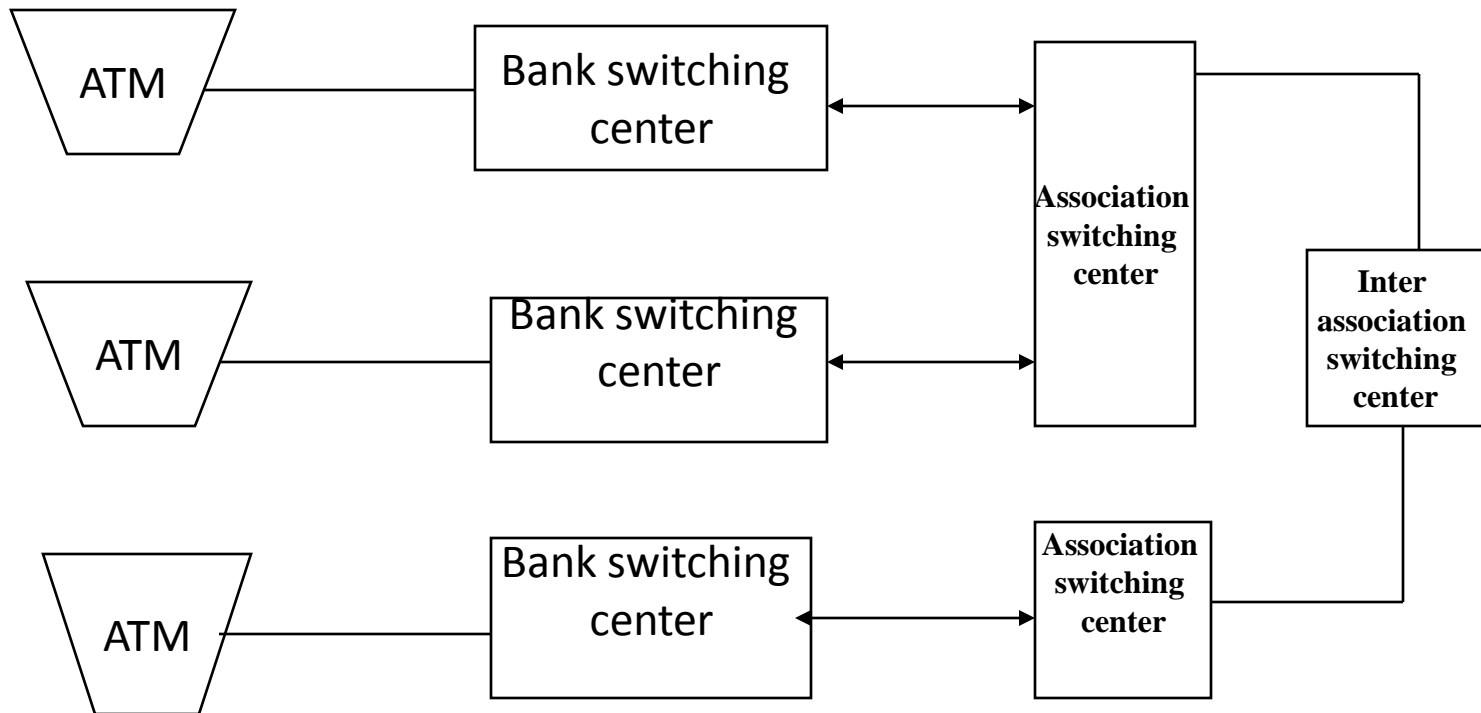 ATM
Bank switching
center
Association
switching
center
Inter
association
switching
center
ATM
Bank switching
center
ATM
Bank switching
center
Association
switching
center